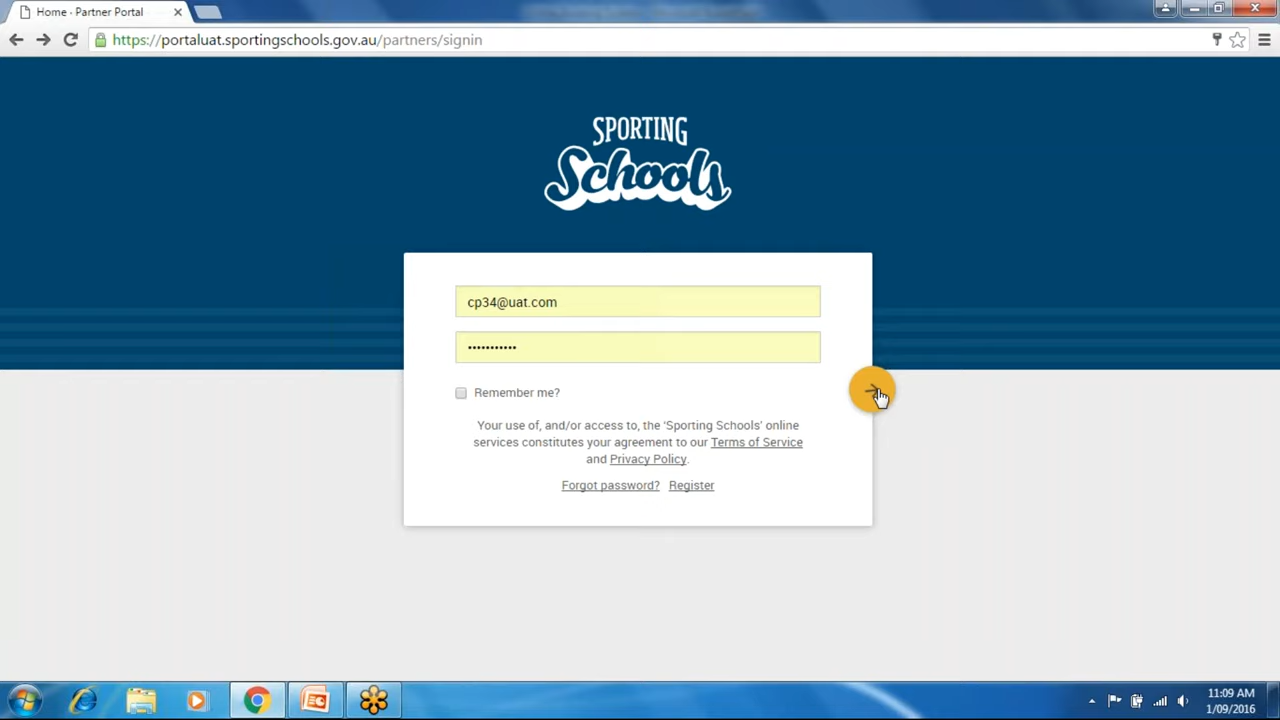 Home - Partner Portal
https://portaluat.sportingschools.gov.au/partners/signin
SPORTING
Schools
cp34@uat.com
•••••••••••
Remember me?
Your use of, and/or access to, the 'Sporting Schools' online
services constitutes your agreement to our Terms of Service
and Privacy Policy.
Forgot password? Register
11:09 AM
1/09/2016